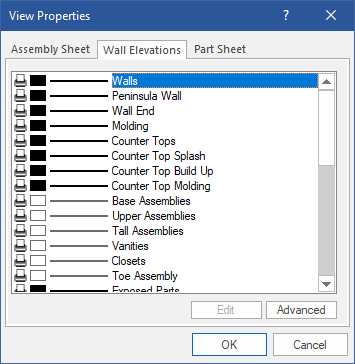 View Properties ?
Assembly Sheet Wall Elevations Part Sheet
Walls
Peninsula Wall
Wall End
Molding
Counter Tops
Counter Top Splash
Counter Top Build Up
Counter Top Molding
Base Assemblies
Upper Assemblies
Tall Assemblies
Vanities
Closets
Toe Assembly
Exposed Parts
Edit Advanced
OK Cancel